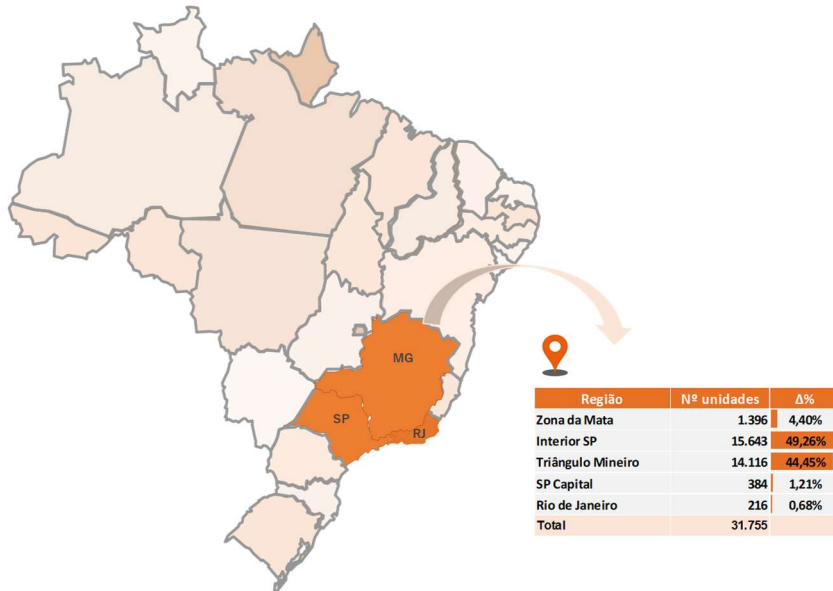 MG
SP
RJ
Região Nº unidades Δ%
Zona da Mata 1.396 4,40%
Interior SP 15.643 49,26%
Triângulo Mineiro 14.116 44,45%
SP Capital 384 1,21%
Rio de Janeiro 216 0,68%
Total 31.755